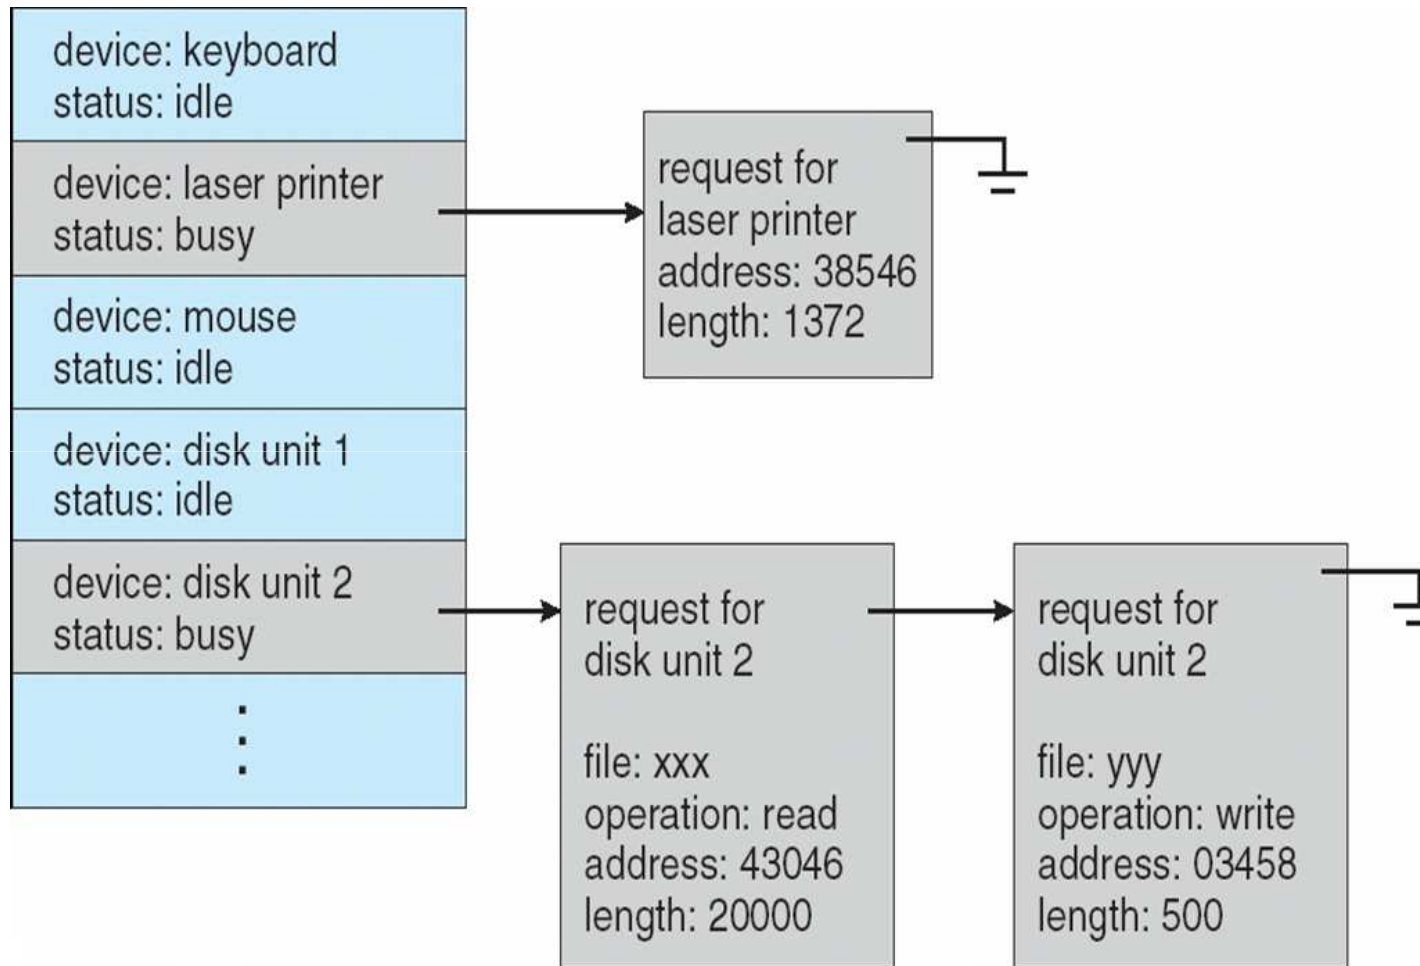 device: keyboard
status: idle
device: laser printer
status: busy
device: mouse
status: idle
device: disk unit 1
status: idle
device: disk unit 2
status: busy
request for
laser printer
address: 38546
length: 1372
request for
disk unit 2
file: xxx
operation: read
address: 43046
length: 20000
request for
disk unit 2
file: yyy
operation: write
address: 03458
length: 500